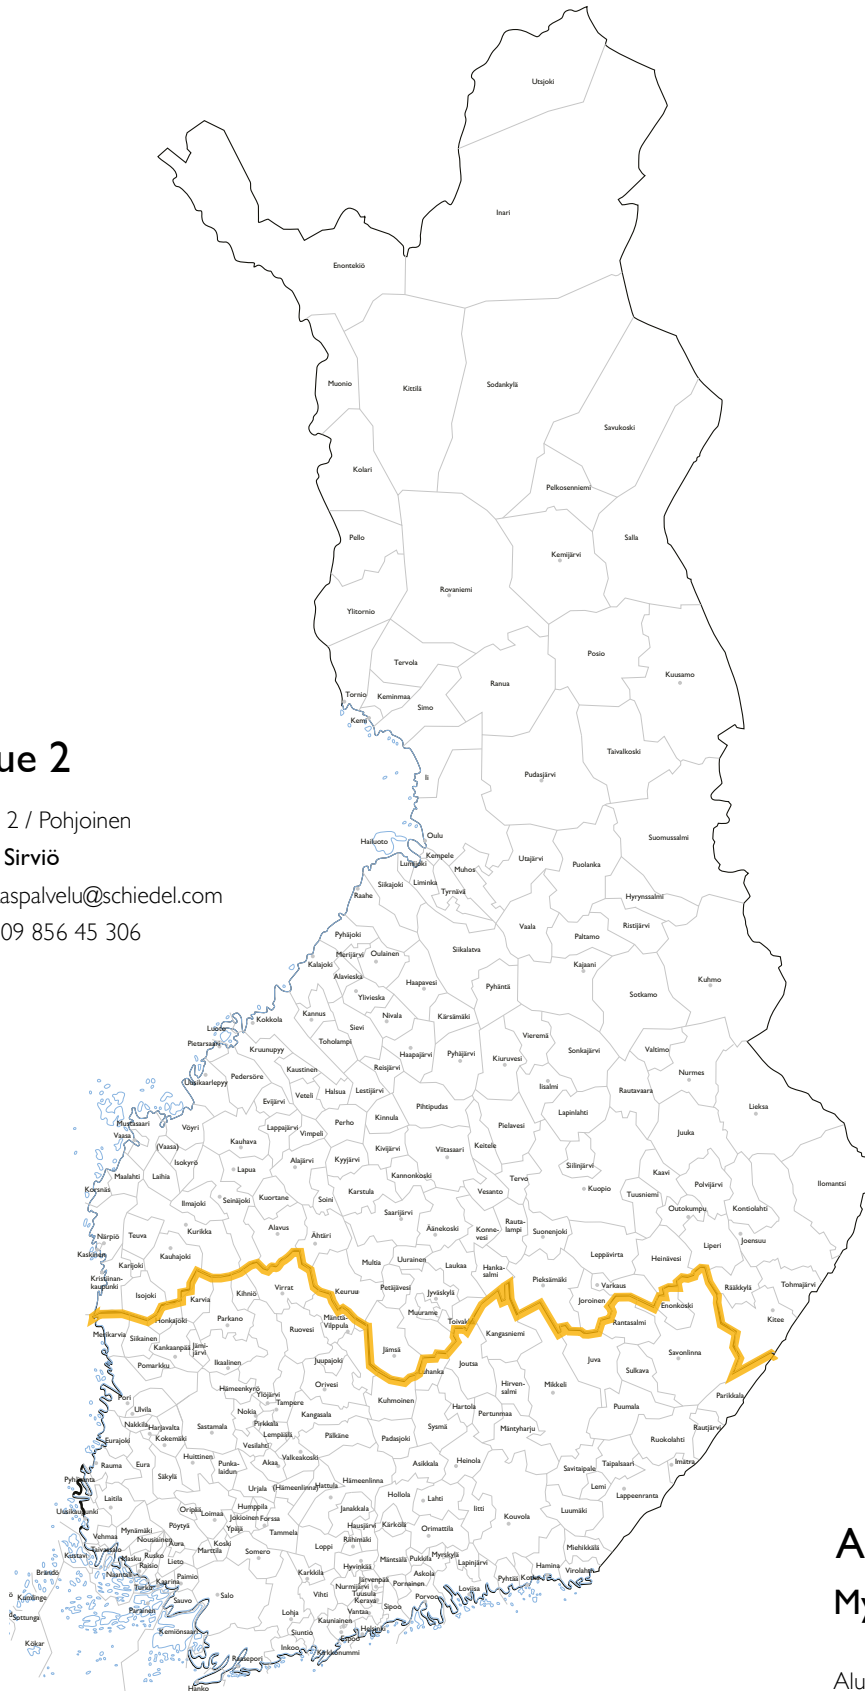 Utsjoki
Inari
Enontekiö
Muonio
Kittilä
Sodankylä
Savukoski
Kolari
Pelkosenniemi
Pello
Kemijärvi
Salla
Ylitornio
Rovaniemi
Tervola
Posio
Ranua
Kuusamo
Tornio
Keminmaa
Simo
Kemi
ue 2
Taivalkoski
Ii
Pudasjärvi
2 / Pohjoinen
Sirviö
aspalvelu@schiedel.com
09 856 45 306
Hailuoto
Oulu
Kempele
Lumijoki
Muhos
Liminka
Tyrnävä
Utajärvi
Puolanka
Suomussalmi
Siikajoki
Raahe
Hyrynsalmi
Pyhäjoki
Vaala
Paltamo
Ristijärvi
Merijärvi
Oulainen
Siikalatva
Kalajoki
Alavieska
Kajaani
Haapavesi
Pyhäntä
Ylivieska
Sotkamo
Kuhmo
Kannus
Nivala
Kärsämäki
Kokkola
Luoto
Sievi
Pietarsaari
Toholampi
Vieremä
Kruunupyy
Haapajärvi
Pyhäjärvi
Kiuruvesi
Sonkajärvi
Valtimo
Kaustinen
Reisjärvi
Nurmes
Uusikaarlepyy
Pedersöre
Iisalmi
Rautavaara
Evijärvi
Veteli
Halsua
Lestijärvi
Pihtipudas
Lapinlahti
Lieksa
Mustasaari
Vaasa
Vöyri
Lappajärvi
Vimpeli
Perho
Kinnula
Pielavesi
Juuka
(Vaasa)
Kauhava
Isokyrö
Alajärvi
Kyyjärvi
Kivijärvi
Viitasaari
Keitele
Maalahti
Laihia
Lapua
Kannonkoski
Tervo
Siilinjärvi
Kaavi
Polvijärvi
Ilomantsi
Korsnäs
Ilmajoki
Seinäjoki
Kuortane
Soini
Karstula
Vesanto
Kuopio
Tuusniemi
Outokumpu
Kontiolahti
Närpiö
Teuva
Kurikka
Alavus
Ähtäri
Saarijärvi
Äänekoski
Konne-
vesi
Rauta-
lampi
Suonenjoki
Joensuu
Kaskinen
Karijoki
Kauhajoki
Multia
Uurainen
Laukaa
Hanka-
salmi
Leppävirta
Heinävesi
Liperi
Kristiinan-
kaupunki
Isojoki
Karvia
Kihniö
Virrat
Keuruu
Petäjävesi
Jyväskylä
Pieksämäki
Varkaus
Joroinen
Rääkkylä
Tohmajärvi
Honkajoki
Parkano
Mänttä-
Vilppula
Muurame
Toivakka
Enonkoski
Rantasalmi
Kitee
Merikarvia
Siikainen
Kankaanpää
Jämi-
järvi
Ruovesi
Jämsä
Kangasniemi
Juva
Savonlinna
Pomarkku
Ikaalinen
Juupajoki
Luhanka
Joutsa
Sulkava
Hämeenkyrö
Orivesi
Hirven-
salmi
Mikkeli
Parikkala
Pori
Ylöjärvi
Tampere
Kuhmoinen
Hartola
Puumala
Ulvila
Nokia
Kangasala
Pertunmaa
Nakkila
Harjavalta
Sastamala
Pirkkala
Sysmä
Mäntyharju
Rautjärvi
Eurajoki
Kokemäki
Lempäälä
Vesilahti
Pälkäne
Padasjoki
Ruokolahti
Rauma
Eura
Huittinen
Punka-
laidun
Akaa
Valkeakoski
Asikkala
Heinola
Taipalsaari
Imatra
Säkylä
Savitaipale
Pyhäranta
Urjala
(Hämeenlinna)
Hattula
Hämeenlinna
Lemi
Lappeenranta
Laitila
Hollola
Lahti
Uusikaupunki
Oripää
Loimaa
Humppila
Janakkala
Iitti
Luumäki
Jokioinen
Forssa
Kouvola
Mynämäki
Pöytyä
Ypäjä
Tammela
Hausjärvi
Kärkölä
Orimattila
Vehmaa
Nousiainen
Aura
Koski
Riihimäki
Miehikkälä
Taivassalo
Marttila
Somero
Loppi
Kustavi
Masku
Rusko
Raisio
Lieto
Hyvinkää
Mäntsälä
Pukkila
Myrskylä
Lapinjärvi
Hamina
Virolahti
Brändö
Naantali
Paimio
Karkkila
Askola
Kaarina
Turku
Järvenpää
Nurmijärvi
Pornainen
Pyhtää
Kotka
Kumlinge
Sauvo
Salo
Vihti
Tuusula
Kerava
Porvoo
Loviisa
Sottunga
Parainen
Lohja
Vantaa
Sipoo
Kauniainen
Kemiönsaari
Siuntio
Helsinki
Espoo
Kökar
Inkoo
Kirkkonummi
Raasepori
Hanko
A
My
Alu